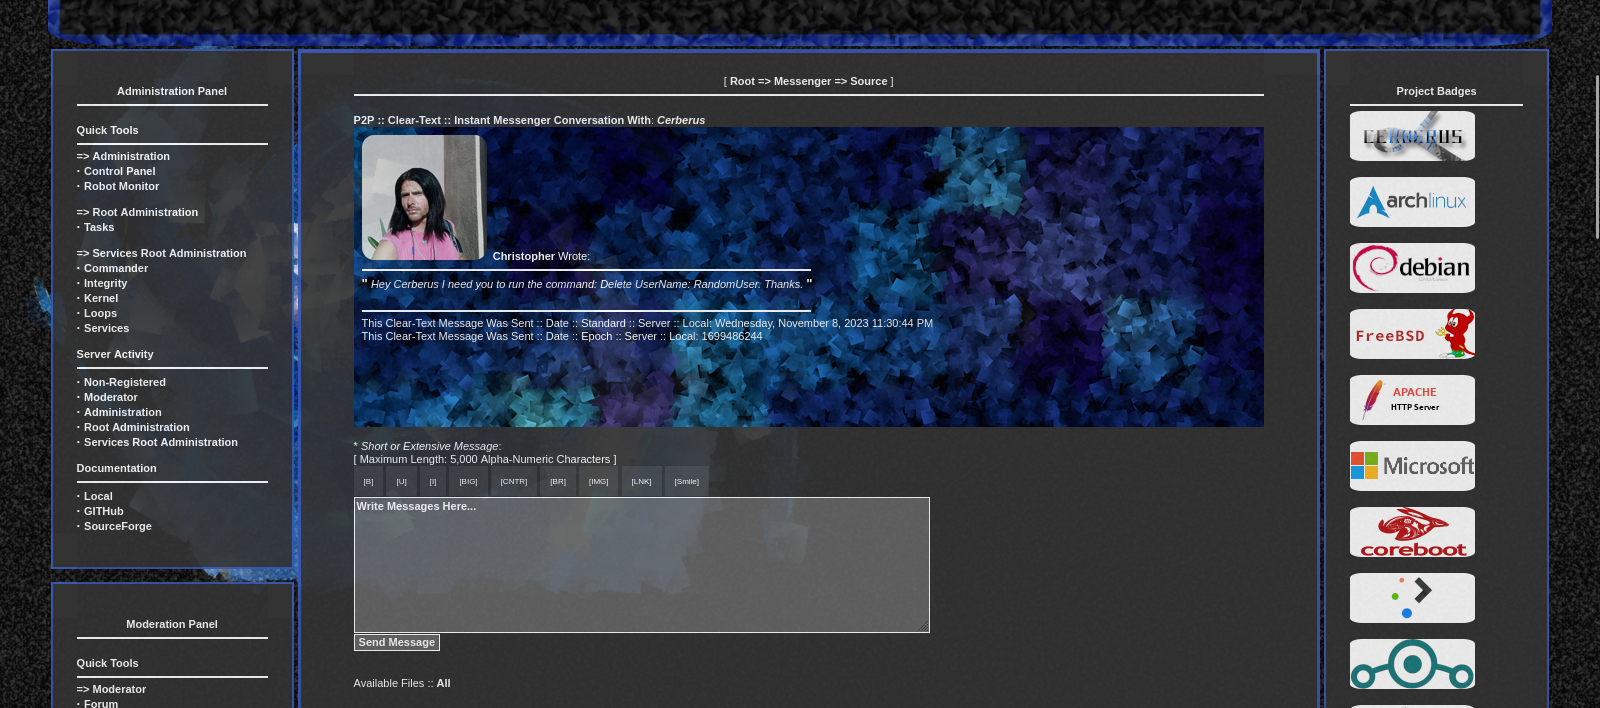 Administration Panel
Quick Tools
=> Administration
· Control Panel
· Robot Monitor
=> Root Administration
· Tasks
=> Services Root Administration
· Commander
· Integrity
· Kernel
· Loops
· Services
Server Activity
· Non-Registered
· Moderator
· Administration
· Root Administration
· Services Root Administration
Documentation
· Local
· GITHub
· SourceForge
Moderation Panel
Quick Tools
=> Moderator
· Forum
[ Root => Messenger => Source ]
P2P :: Clear-Text :: Instant Messenger Conversation With: Cerberus
Christopher Wrote:
" Hey Cerberus I need you to run the command: Delete UserName: RandomUser. Thanks. "
This Clear-Text Message Was Sent :: Date :: Standard :: Server :: Local: Wednesday, November 8, 2023 11:30:44 PM
This Clear-Text Message Was Sent :: Date :: Epoch :: Server :: Local: 1699486244
* Short or Extensive Message:
[ Maximum Length: 5,000 Alpha-Numeric Characters ]
[B] [U] [I] [BIG] [CNTR] [BR] [IMG] [LNK] [Smile]
Write Messages Here...
Send Message
Available Files :: All
Project Badges
CERBERUS
archlinux
debian
FreeBSD
APACHE
HTTP Server
Microsoft
coreboot